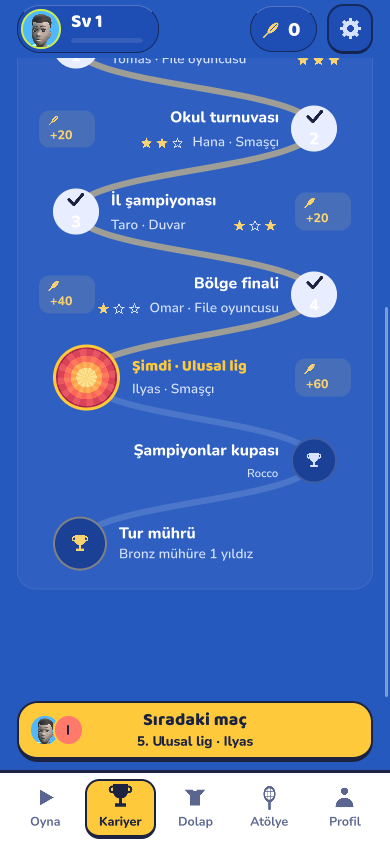 Sv 1
0
Tomas · File oyuncusu
Okul turnuvası
+20
Hana · Smaşçı
2
İl şampiyonası
3
Taro · Duvar
+20
Bölge finali
+40
Omar · File oyuncusu
4
Şimdi · Ulusal lig
Ilyas · Smaşçı
+60
Şampiyonlar kupası
Rocco
Tur mührü
Bronz mühüre 1 yıldız
Sıradaki maç
I
5. Ulusal lig · Ilyas
Oyna
Kariyer
Dolap
Atölye
Profil